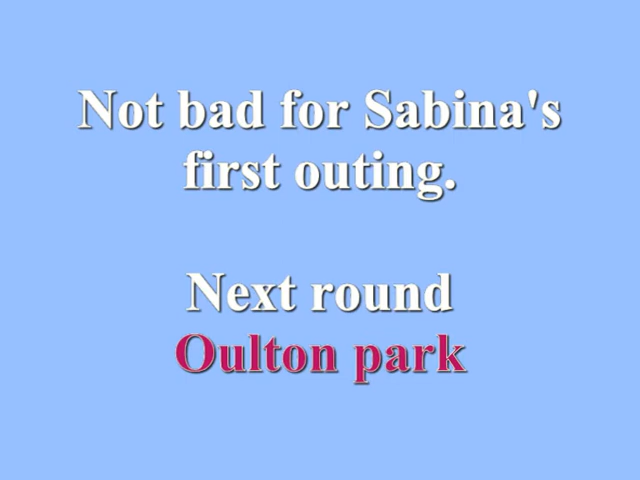 Not bad for Sabina's
first outing.
Next round
Oulton park